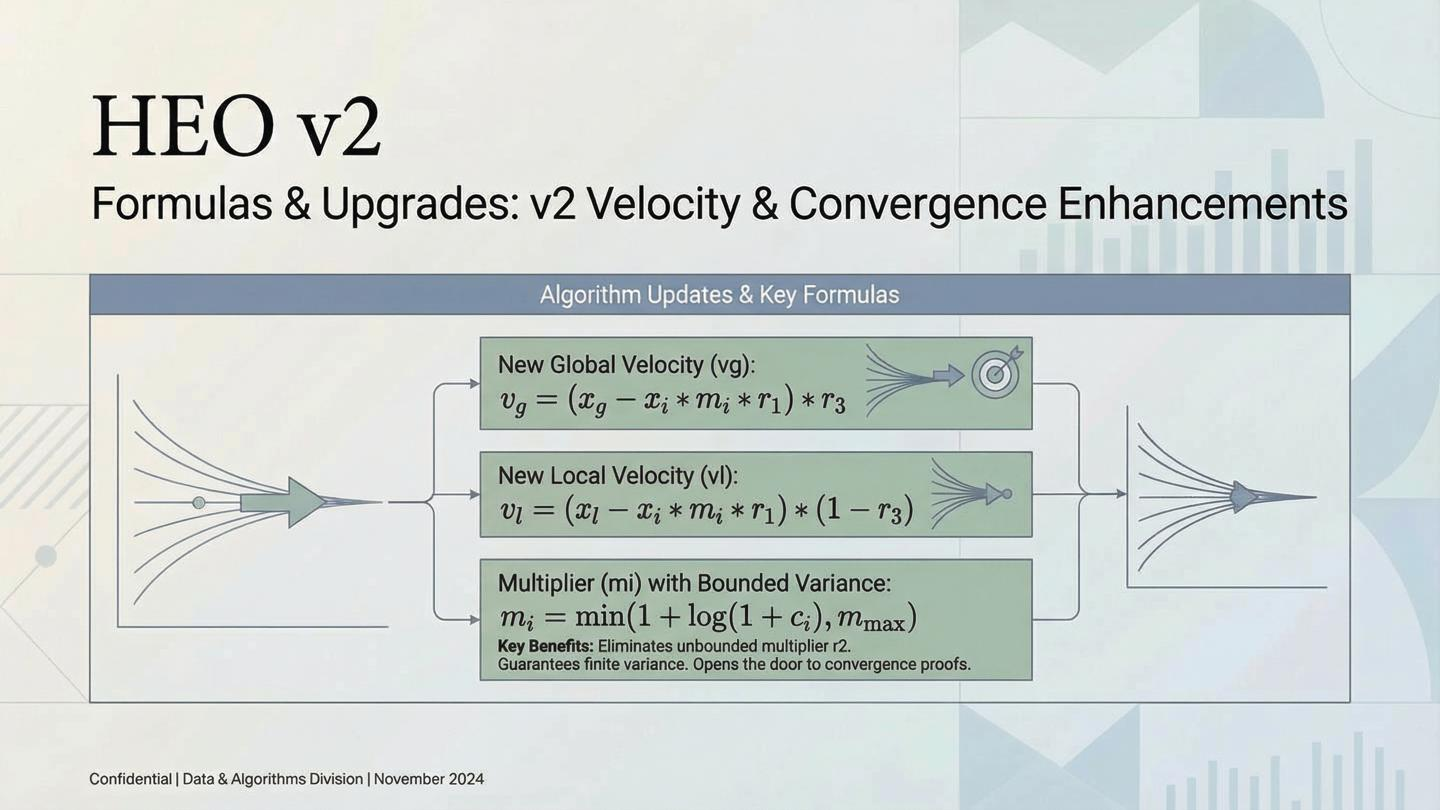 HEO v2
Formulas & Upgrades: v2 Velocity & Convergence Enhancements
Algorithm Updates & Key Formulas
New Global Velocity (vg):
v_g = (x_g − x_i * m_i * r_1) * r_3
New Local Velocity (vl):
v_l = (x_l − x_i * m_i * r_1) * (1 − r_3)
Multiplier (mi) with Bounded Variance:
m_i = min(1 + log(1 + c_i), m_max)
Key Benefits: Eliminates unbounded multiplier r2.
Guarantees finite variance. Opens the door to convergence proofs.
Confidential | Data & Algorithms Division | November 2024